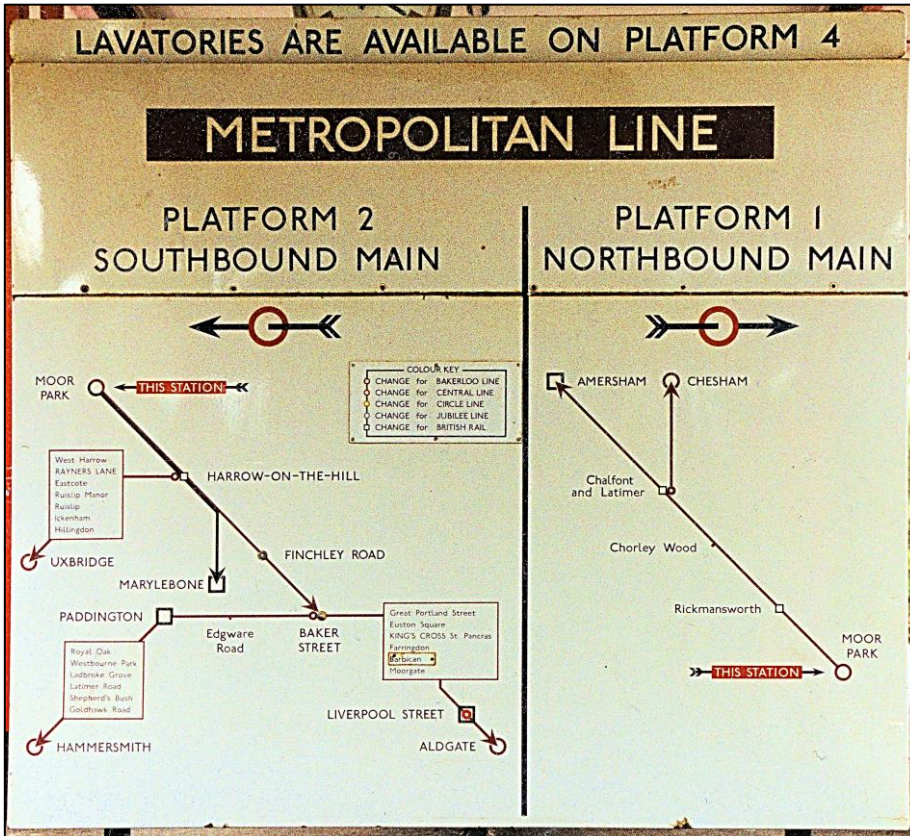 LAVATORIES ARE AVAILABLE ON PLATFORM 4
METROPOLITAN LINE
PLATFORM 2
SOUTHBOUND MAIN
MOOR
PARK
THIS STATION
COLOUR KEY
CHANGE for BAKERLOO LINE
CHANGE for CENTRAL LINE
CHANGE for CIRCLE LINE
CHANGE for JUBILEE LINE
CHANGE for BRITISH RAIL
West Harrow
RAYNERS LANE
Eastcote
Ruislip Manor
Ruislip
Ickenham
Hillingdon
HARROW-ON-THE-HILL
UXBRIDGE
FINCHLEY ROAD
MARYLEBONE
PADDINGTON
Edgware
Road
BAKER
STREET
Great Portland Street
Euston Square
KING'S CROSS St. Pancras
Farringdon
Barbican
Moorgate
Royal Oak
Westbourne Park
Ladbroke Grove
Latimer Road
Shepherd's Bush
Goldhawk Road
LIVERPOOL STREET
HAMMERSMITH
ALDGATE
PLATFORM 1
NORTHBOUND MAIN
AMERSHAM
CHESHAM
Chalfont
and Latimer
Chorley Wood
Rickmansworth
MOOR
PARK
THIS STATION